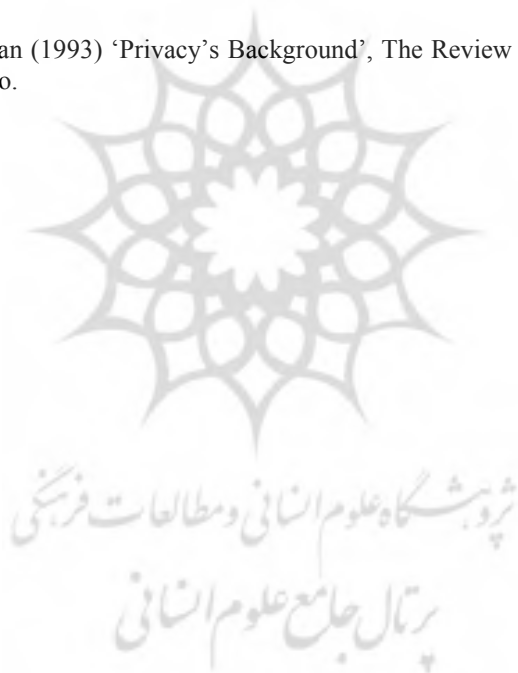 an (1993) ‘Privacy’s Background’, The Review
o.
پژوهشگاه علوم انسانی و مطالعات فرهنگی
پرتال جامع علوم انسانی